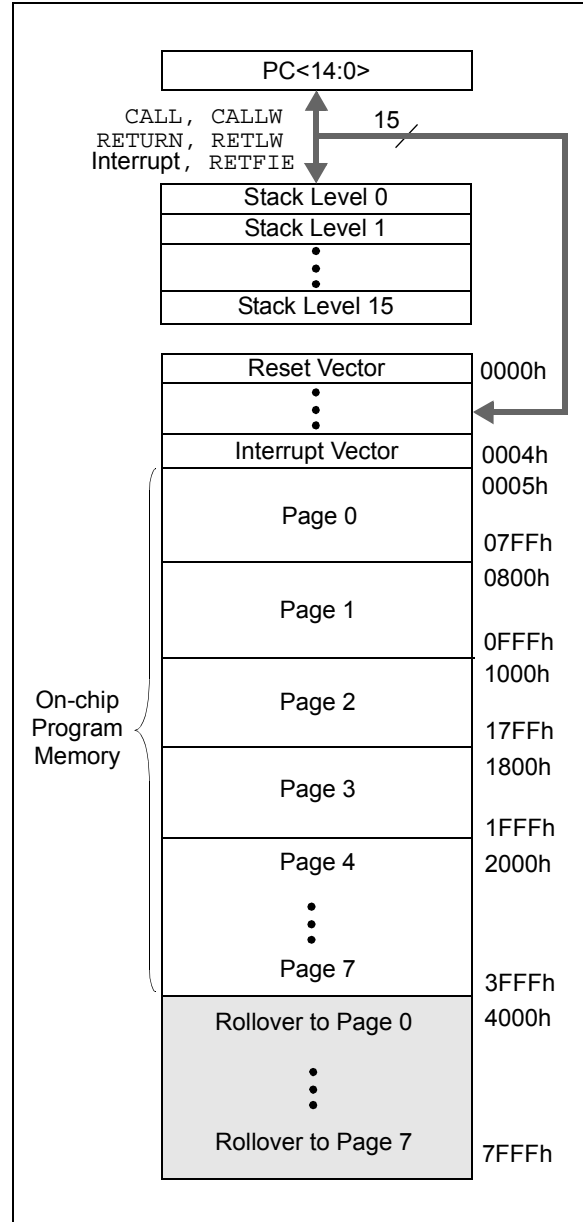 PC<14:0>
CALL, CALLW
15
RETURN, RETLW
Interrupt, RETFIE
Stack Level 0
Stack Level 1
Stack Level 15
Reset Vector
0000h
Interrupt Vector
0004h
0005h
Page 0
07FFh
0800h
Page 1
0FFFh
1000h
On-chip
Program
Memory
Page 2
17FFh
1800h
Page 3
1FFFh
Page 4
2000h
Page 7
3FFFh
Rollover to Page 0
4000h
Rollover to Page 7
7FFFh